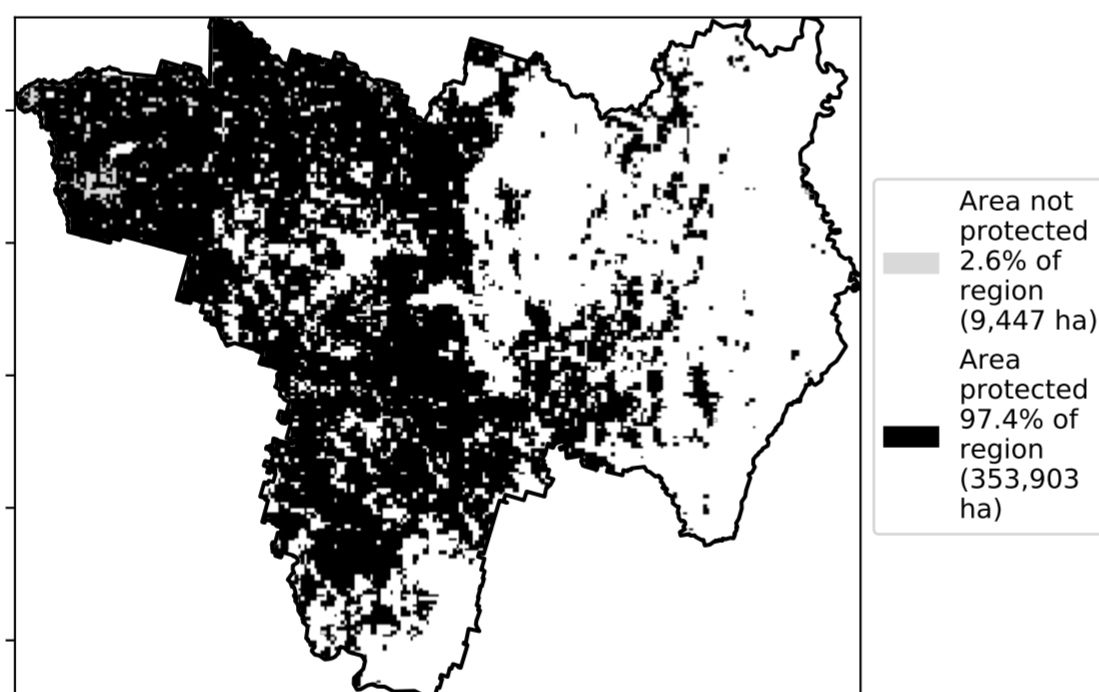 Area not
protected
2.6% of
region
(9,447 ha)
Area
protected
97.4% of
region
(353,903
ha)